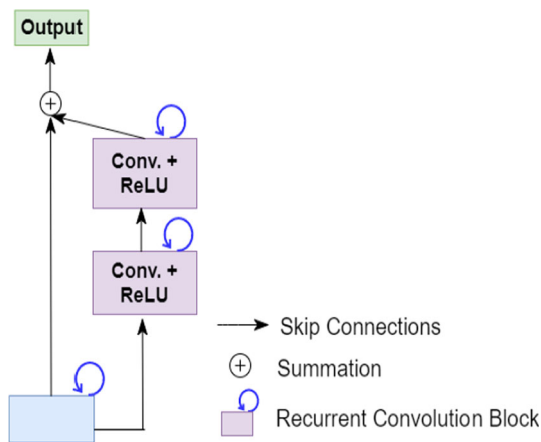 Output
+
Conv. +
ReLU
Conv. +
ReLU
Skip Connections
+
Summation
Recurrent Convolution Block